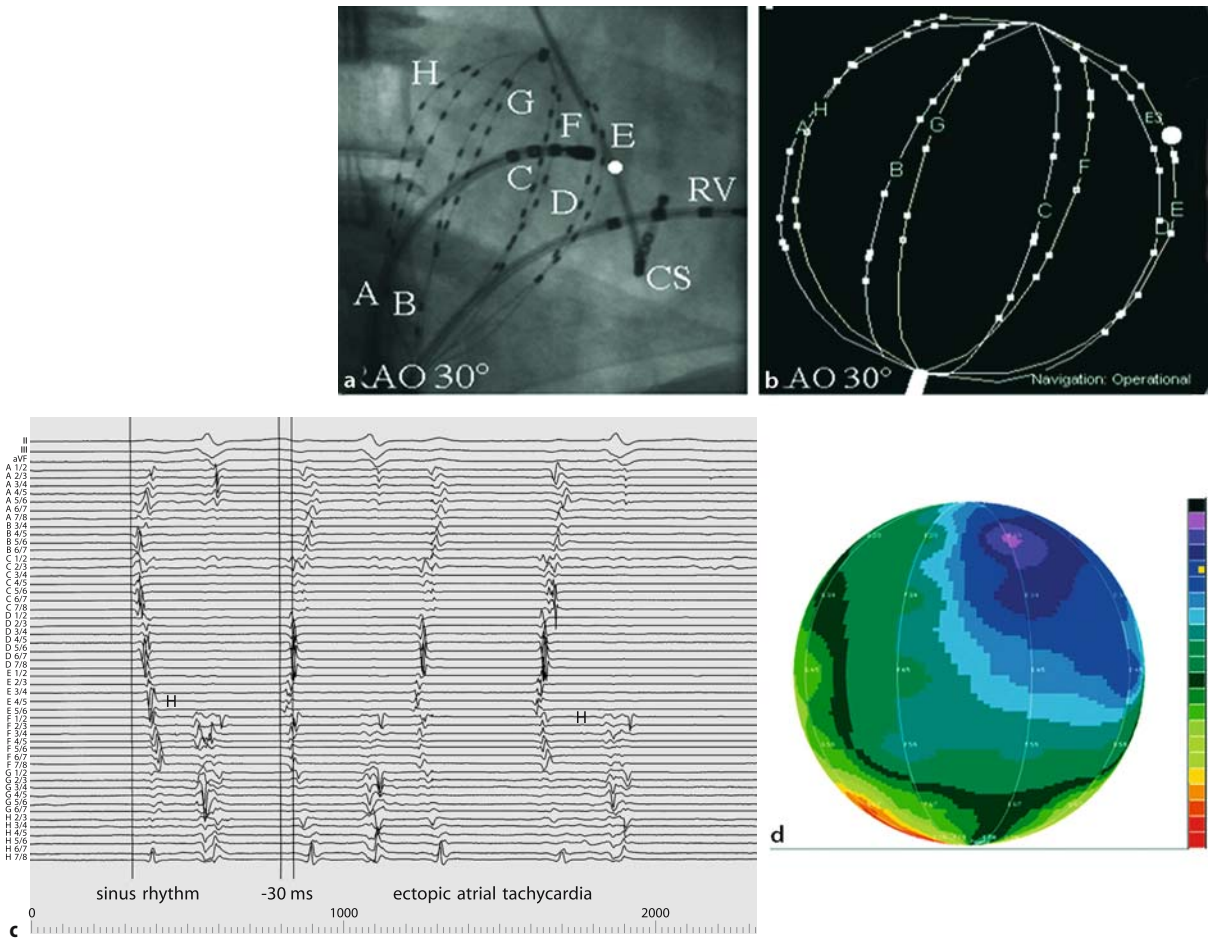 H
G
F
E
C
D
RV
CS
A
B
a RAO 30°
H
A
G
B
E3
F
C
E
D
b AO 30°
Navigation: Operational
II
III
aVF
A 1/2
A 2/3
A 3/4
A 4/5
A 5/6
A 6/7
A 7/8
B 3/4
B 4/5
B 5/6
B 6/7
C 1/2
C 2/3
C 3/4
C 4/5
C 5/6
C 6/7
C 7/8
D 1/2
D 2/3
D 3/4
D 4/5
D 5/6
D 6/7
D 7/8
E 1/2
E 2/3
E 3/4
E 4/5
E 5/6
F 1/2
F 2/3
F 3/4
F 4/5
F 5/6
F 6/7
F 7/8
G 1/2
G 2/3
G 3/4
G 4/5
G 5/6
G 6/7
H 2/3
H 3/4
H 4/5
H 5/6
H 6/7
H 7/8
H
H
sinus rhythm -30 ms ectopic atrial tachycardia
0 1000 2000
c
d